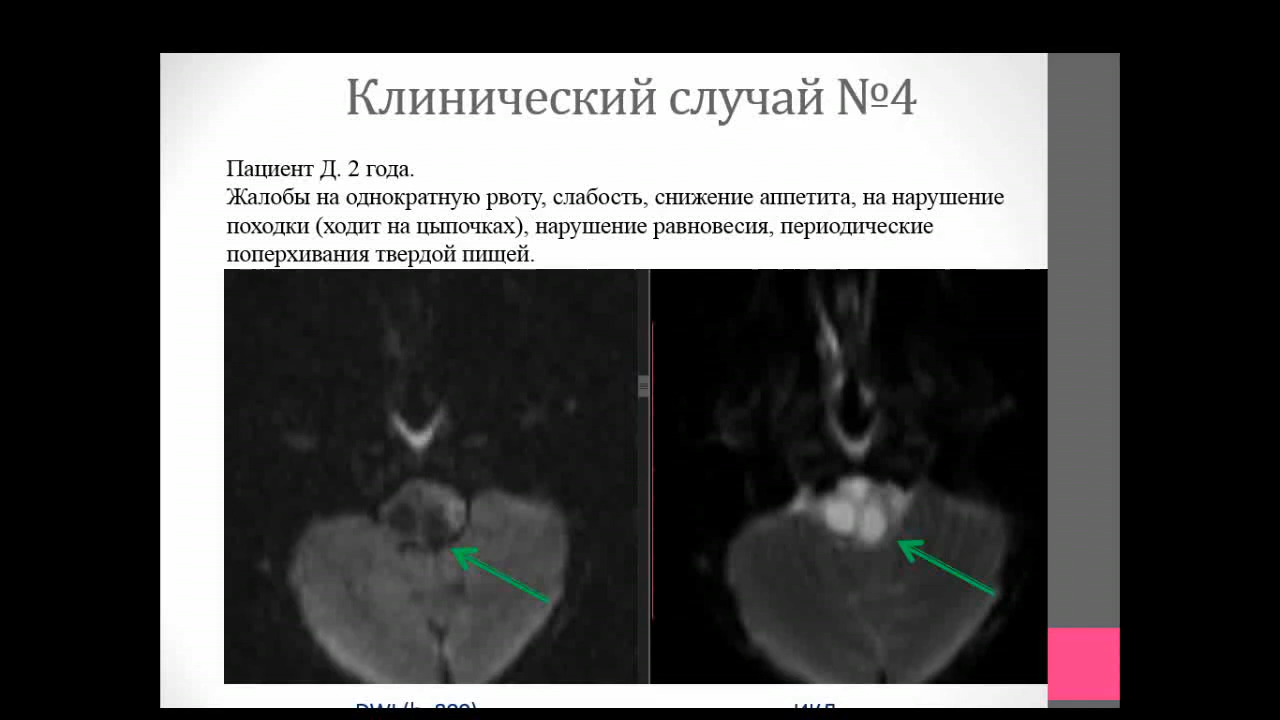 Клинический случай №4
Пациент Д. 2 года.
Жалобы на однократную рвоту, слабость, снижение аппетита, на нарушение
походки (ходит на цыпочках), нарушение равновесия, периодические
поперхивания твердой пищей.